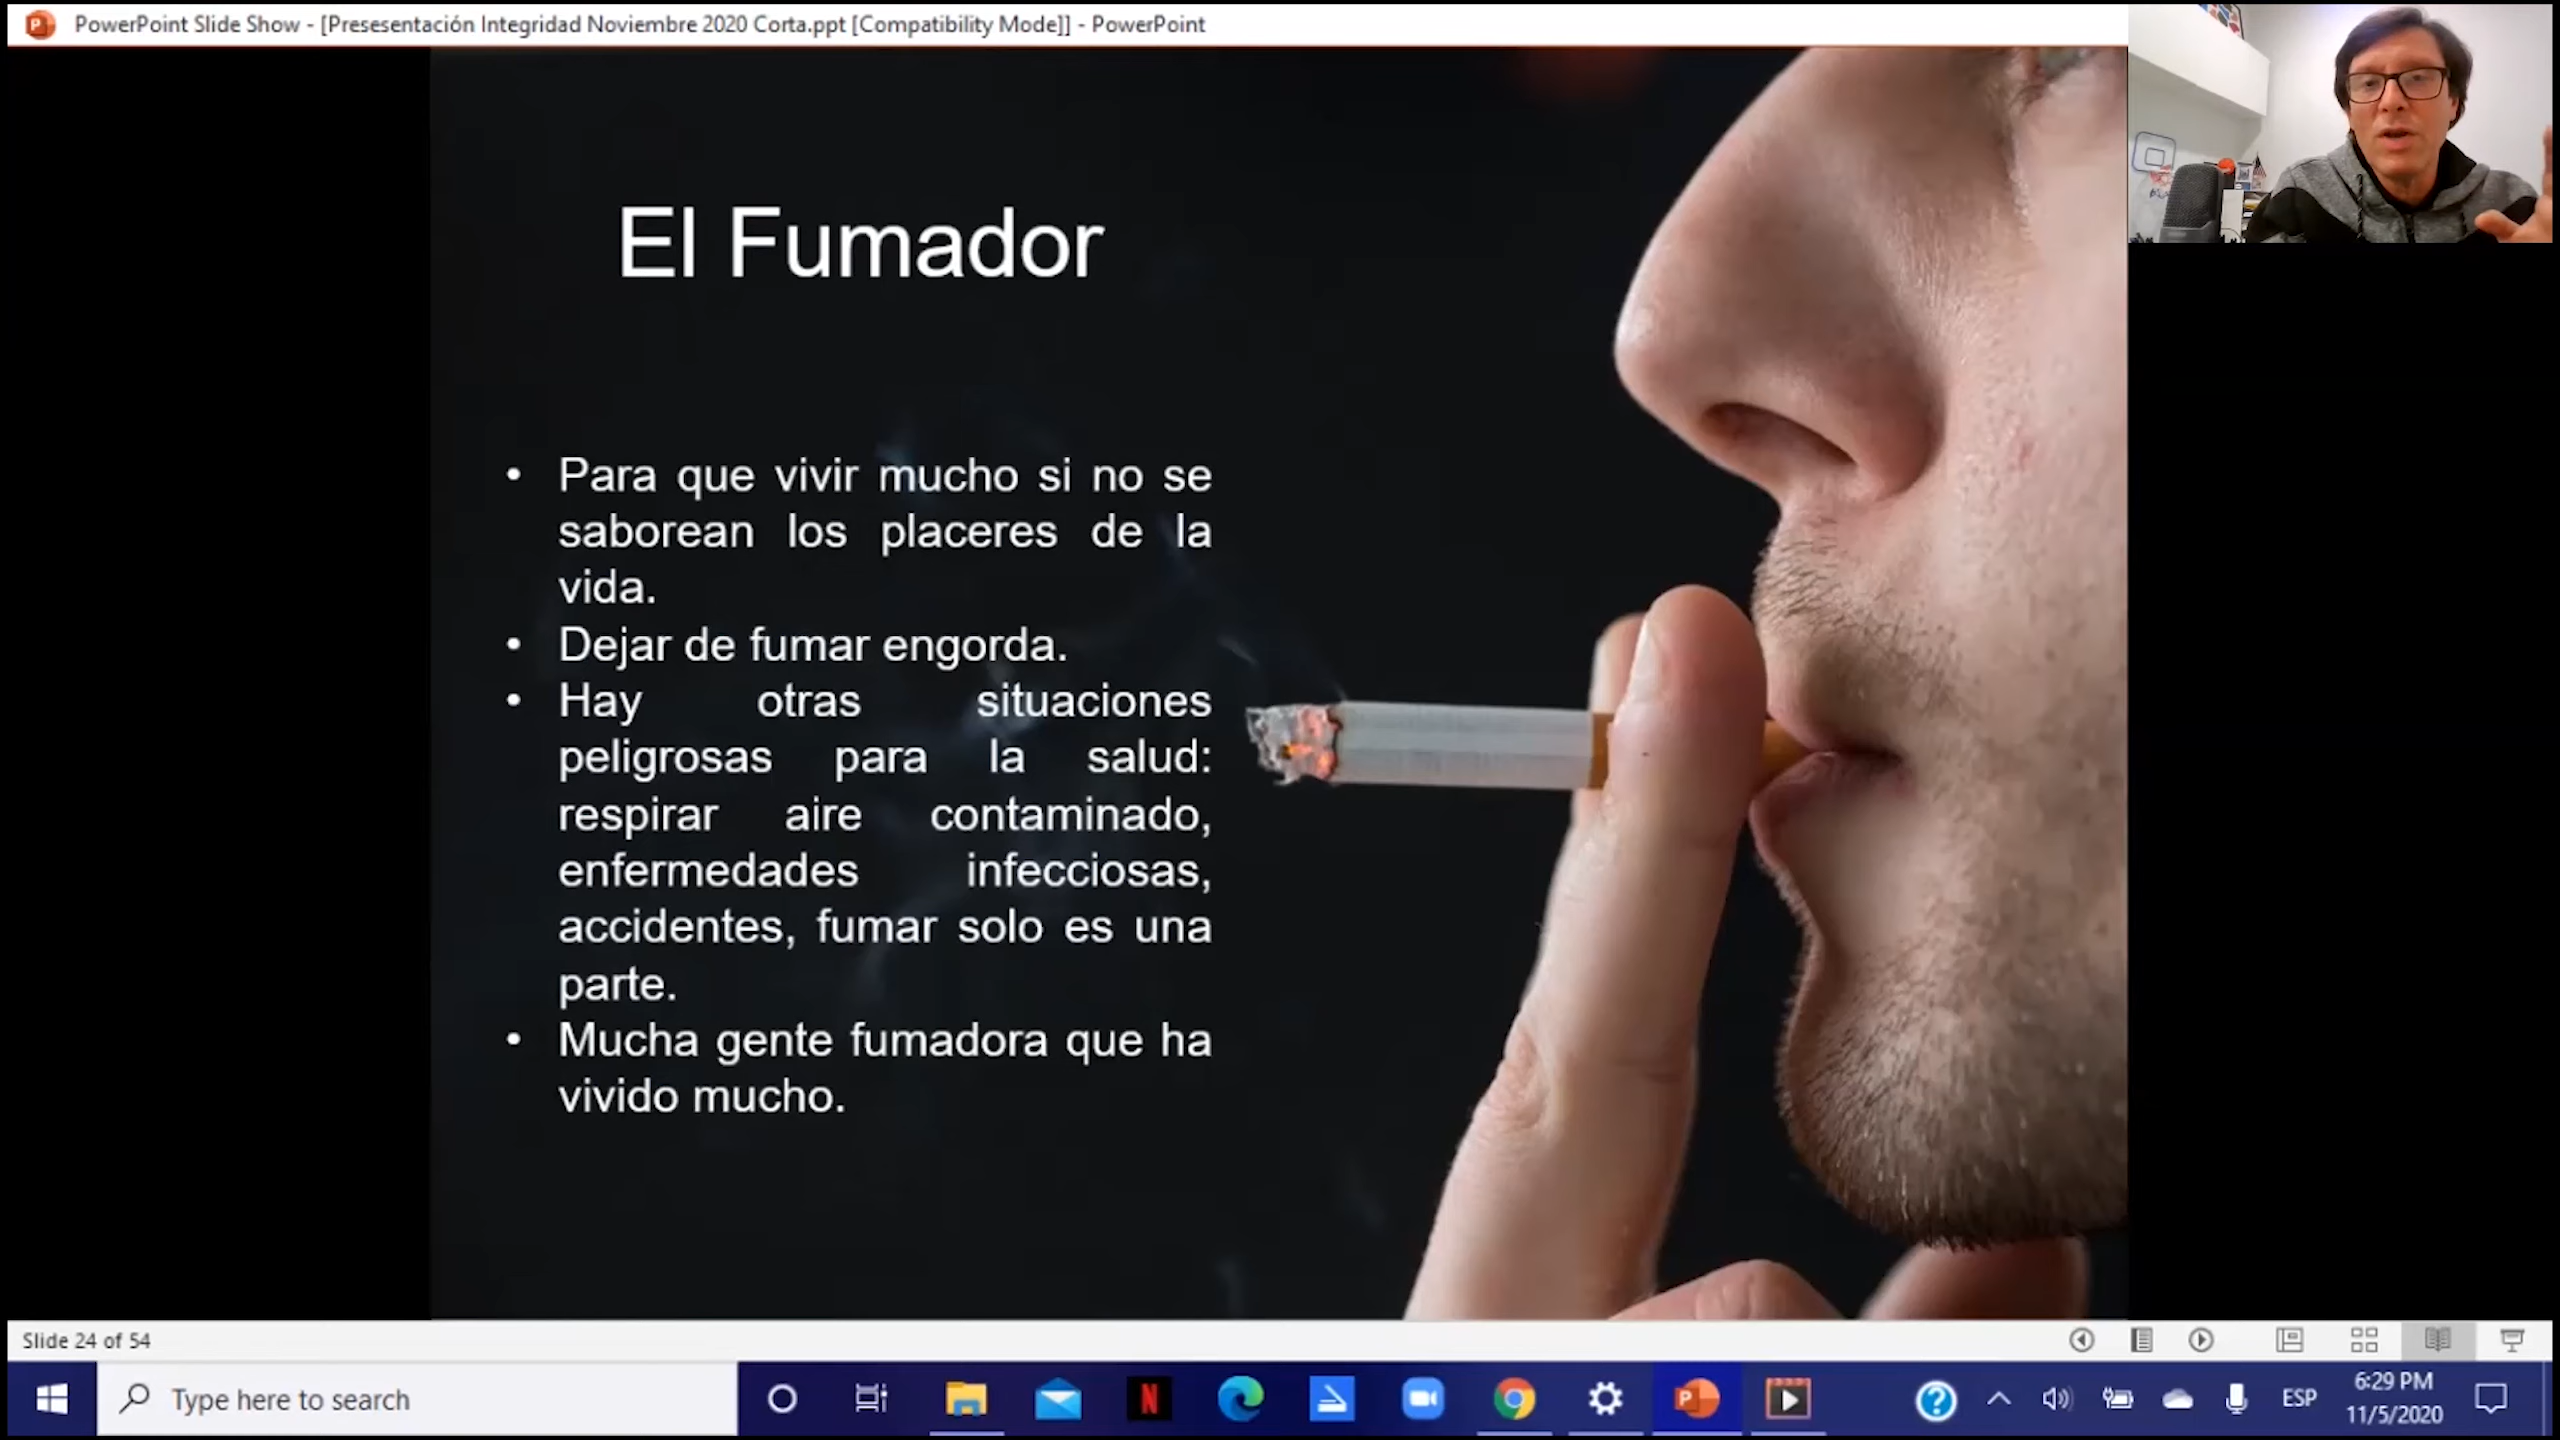 PowerPoint Slide Show - [Presesentación Integridad Noviembre 2020 Corta.ppt [Compatibility Mode]] - PowerPoint
El Fumador
• Para que vivir mucho si no se
saborean los placeres de la
vida.
• Dejar de fumar engorda.
• Hay otras situaciones
peligrosas para la salud:
respirar aire contaminado,
enfermedades infecciosas,
accidentes, fumar solo es una
parte.
• Mucha gente fumadora que ha
vivido mucho.
Slide 24 of 54
Type here to search
ESP
6:29 PM
11/5/2020